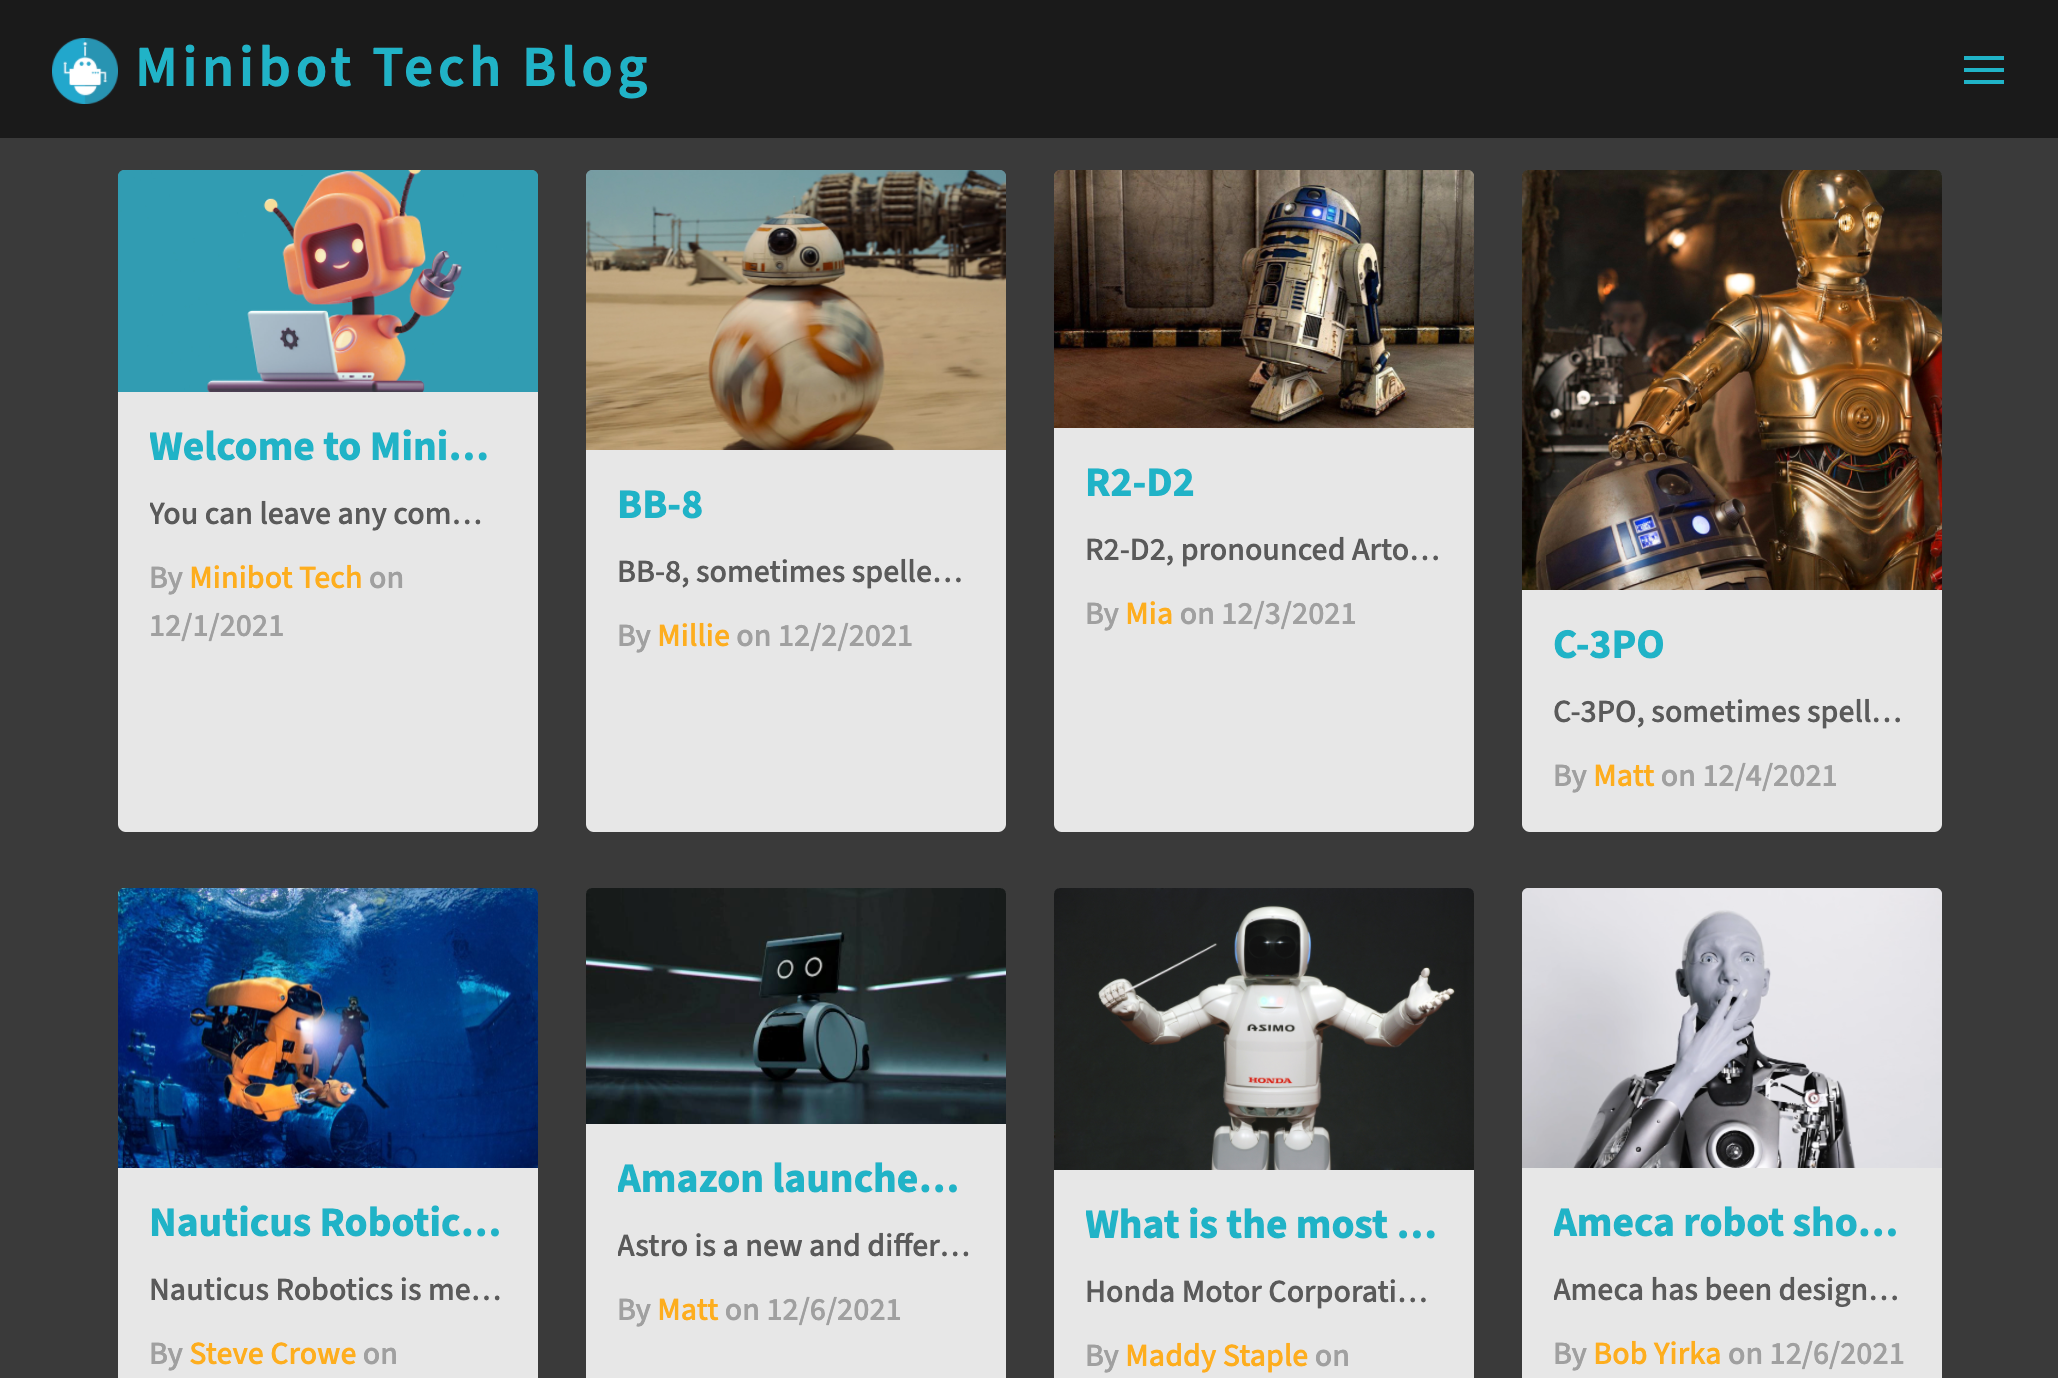 Minibot Tech Blog
Welcome to Mini...
You can leave any com...
By Minibot Tech on
12/1/2021
BB-8
BB-8, sometimes spelle...
By Millie on 12/2/2021
R2-D2
R2-D2, pronounced Arto...
By Mia on 12/3/2021
C-3PO
C-3PO, sometimes spell...
By Matt on 12/4/2021
Nauticus Robotic...
Nauticus Robotics is me...
By Steve Crowe on
Amazon launche...
Astro is a new and differ...
By Matt on 12/6/2021
ASIMO
HONDA
What is the most ...
Honda Motor Corporati...
By Maddy Staple on
Ameca robot sho...
Ameca has been design...
By Bob Yirka on 12/6/2021